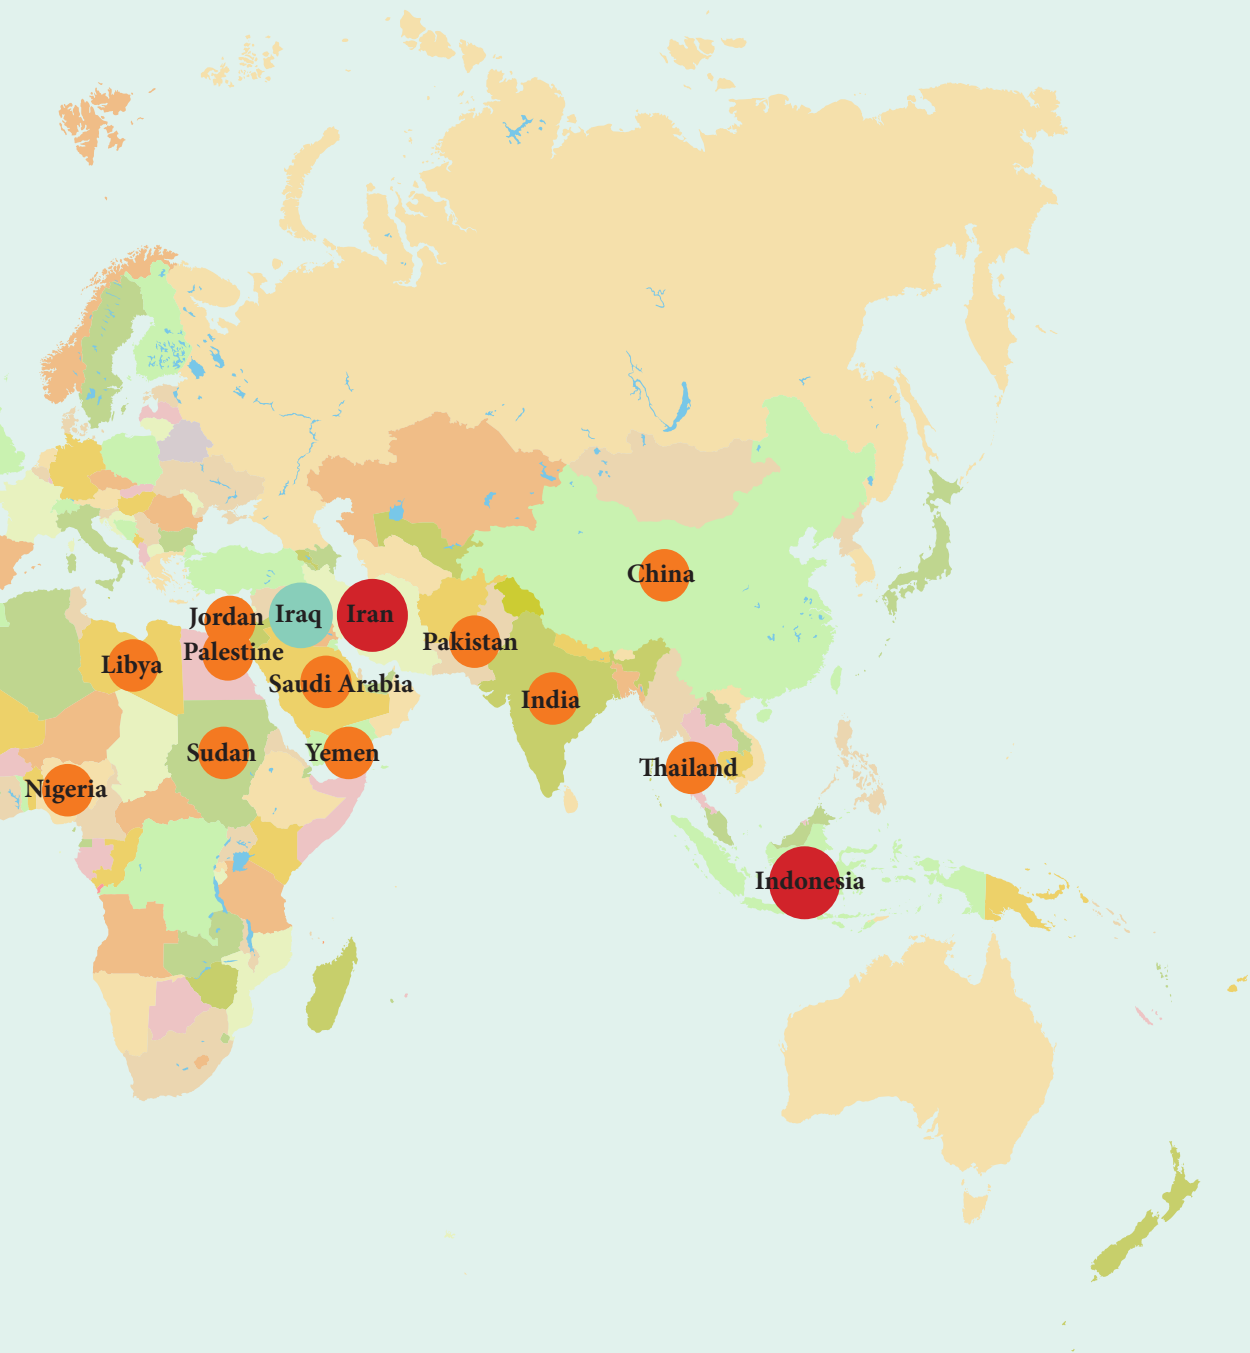 China
Jordan
Iraq
Iran
Pakistan
Palestine
Libya
Saudi Arabia
India
Sudan
Yemen
Thailand
Nigeria
Indonesia